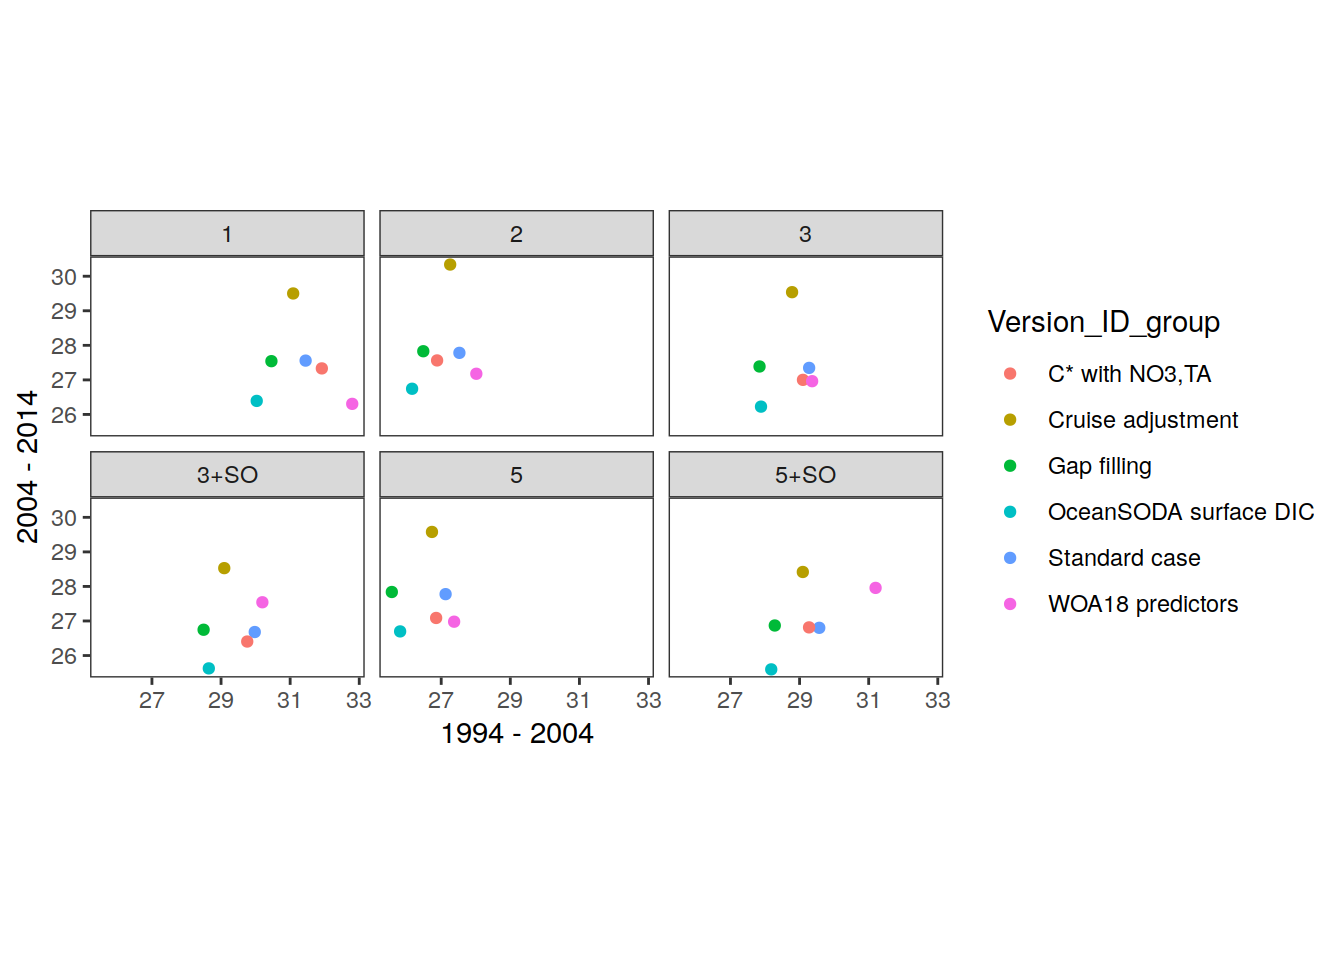 1 2 3
30
29
28
27
26
3+SO 5 5+SO
30
29
28
27
26
27 29 31 33 27 29 31 33 27 29 31 33
1994 - 2004
2004 - 2014
Version_ID_group
C* with NO3,TA
Cruise adjustment
Gap filling
OceanSODA surface DIC
Standard case
WOA18 predictors